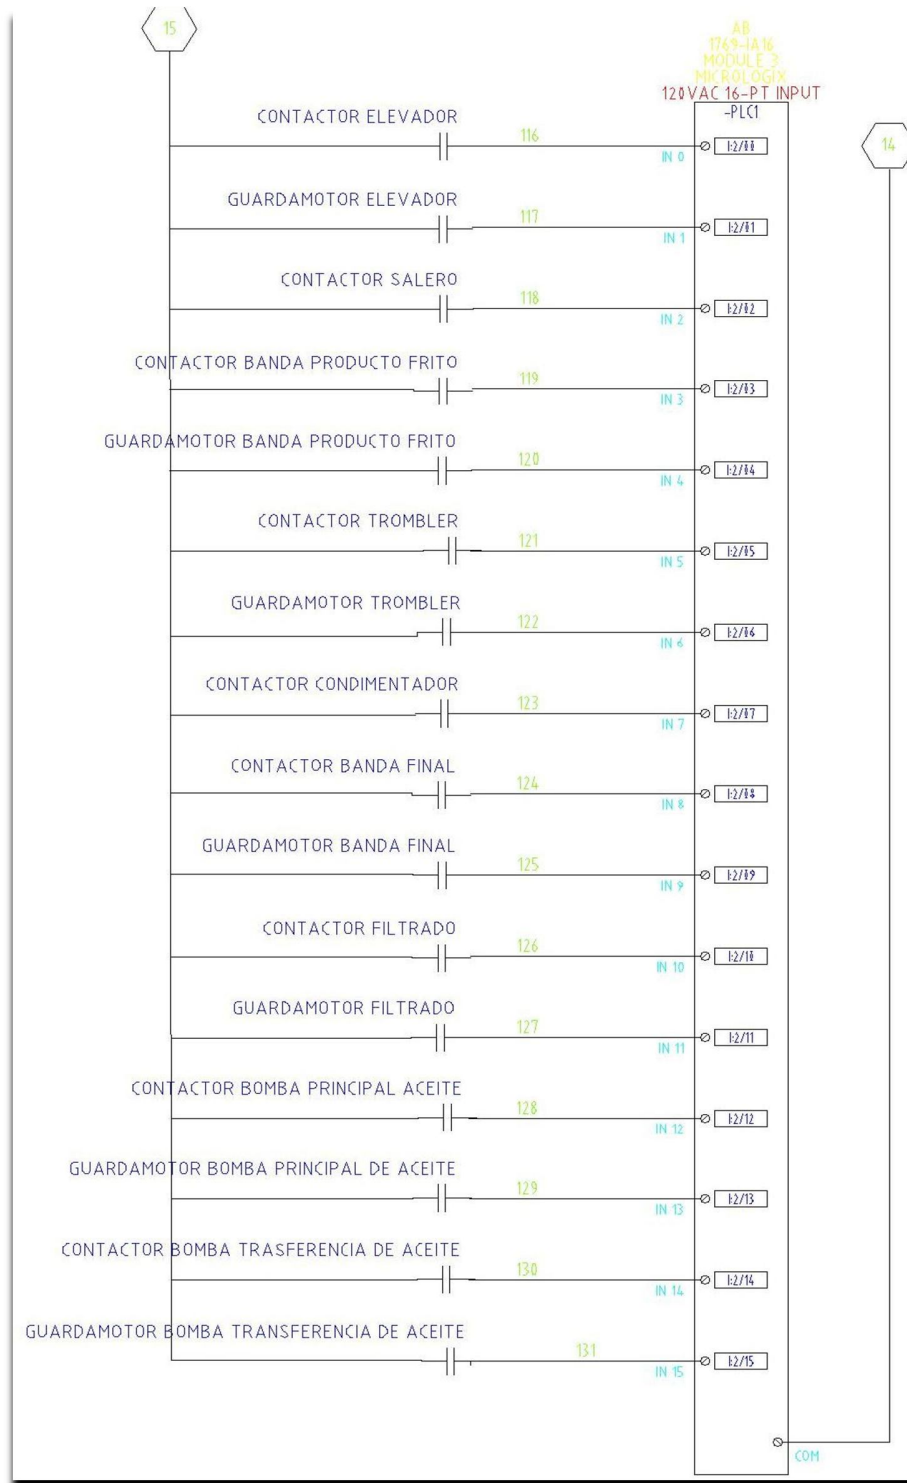 15
AB
1769-IA16
MODULE 3
MICROLOGIX
120VAC 16-PT INPUT
-PLC1
14
CONTACTOR ELEVADOR
116
IN 0
I:2/00
GUARDAMOTOR ELEVADOR
117
IN 1
I:2/01
CONTACTOR SALERO
118
IN 2
I:2/02
CONTACTOR BANDA PRODUCTO FRITO
119
IN 3
I:2/03
GUARDAMOTOR BANDA PRODUCTO FRITO
120
IN 4
I:2/04
CONTACTOR TROMBLER
121
IN 5
I:2/05
GUARDAMOTOR TROMBLER
122
IN 6
I:2/06
CONTACTOR CONDIMENTADOR
123
IN 7
I:2/07
CONTACTOR BANDA FINAL
124
IN 8
I:2/08
GUARDAMOTOR BANDA FINAL
125
IN 9
I:2/09
CONTACTOR FILTRADO
126
IN 10
I:2/10
GUARDAMOTOR FILTRADO
127
IN 11
I:2/11
CONTACTOR BOMBA PRINCIPAL ACEITE
128
IN 12
I:2/12
GUARDAMOTOR BOMBA PRINCIPAL DE ACEITE
129
IN 13
I:2/13
CONTACTOR BOMBA TRASFERENCIA DE ACEITE
130
IN 14
I:2/14
GUARDAMOTOR BOMBA TRANSFERENCIA DE ACEITE
131
IN 15
I:2/15
COM